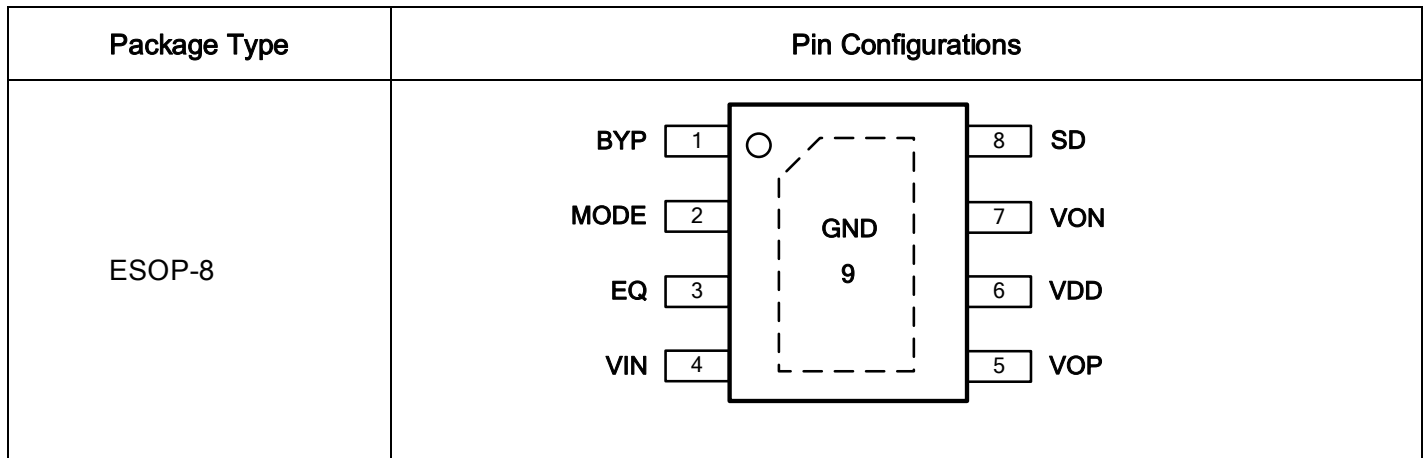 Package Type
Pin Configurations
BYP 1 8 SD
MODE 2 7 VON
GND
9
ESOP-8
EQ 3 6 VDD
VIN 4 5 VOP